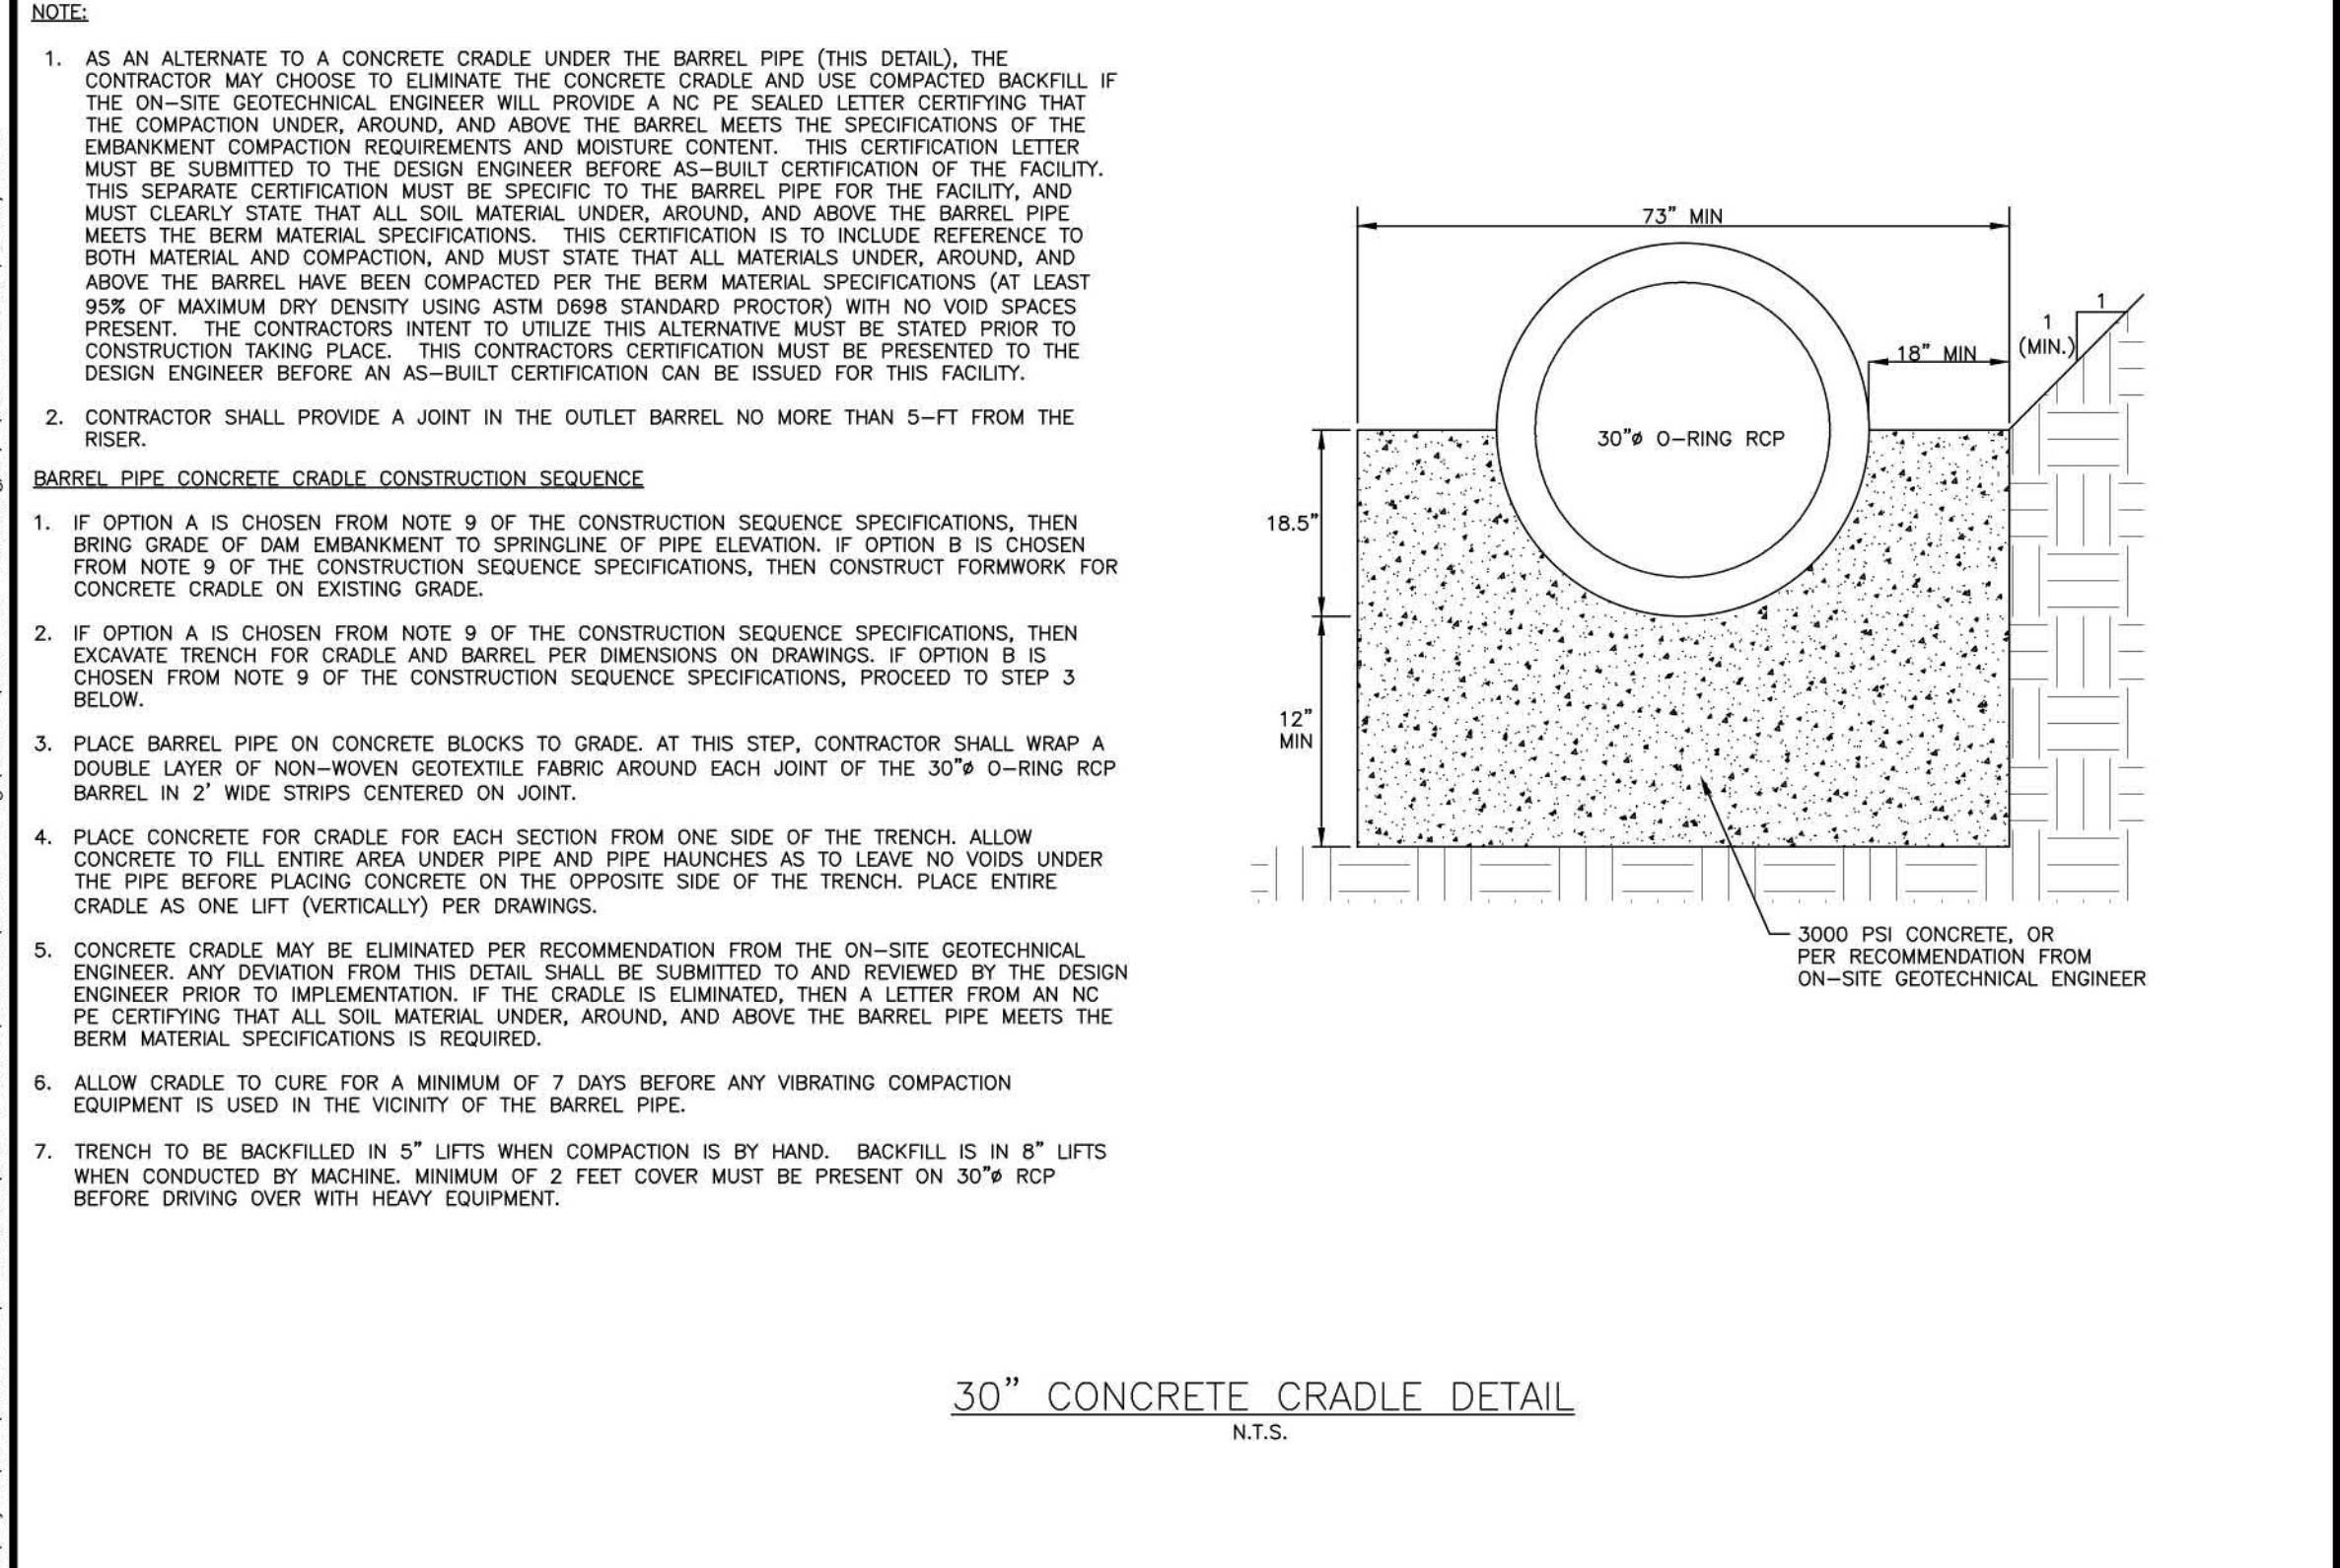 NOTE:
1. AS AN ALTERNATE TO A CONCRETE CRADLE UNDER THE BARREL PIPE (THIS DETAIL), THE
CONTRACTOR MAY CHOOSE TO ELIMINATE THE CONCRETE CRADLE AND USE COMPACTED BACKFILL IF
THE ON-SITE GEOTECHNICAL ENGINEER WILL PROVIDE A NC PE SEALED LETTER CERTIFYING THAT
THE COMPACTION UNDER, AROUND, AND ABOVE THE BARREL MEETS THE SPECIFICATIONS OF THE
EMBANKMENT COMPACTION REQUIREMENTS AND MOISTURE CONTENT. THIS CERTIFICATION LETTER
MUST BE SUBMITTED TO THE DESIGN ENGINEER BEFORE AS-BUILT CERTIFICATION OF THE FACILITY.
THIS SEPARATE CERTIFICATION MUST BE SPECIFIC TO THE BARREL PIPE FOR THE FACILITY, AND
MUST CLEARLY STATE THAT ALL SOIL MATERIAL UNDER, AROUND, AND ABOVE THE BARREL PIPE
MEETS THE BERM MATERIAL SPECIFICATIONS. THIS CERTIFICATION IS TO INCLUDE REFERENCE TO
BOTH MATERIAL AND COMPACTION, AND MUST STATE THAT ALL MATERIALS UNDER, AROUND, AND
ABOVE THE BARREL HAVE BEEN COMPACTED PER THE BERM MATERIAL SPECIFICATIONS (AT LEAST
95% OF MAXIMUM DRY DENSITY USING ASTM D698 STANDARD PROCTOR) WITH NO VOID SPACES
PRESENT. THE CONTRACTORS INTENT TO UTILIZE THIS ALTERNATIVE MUST BE STATED PRIOR TO
CONSTRUCTION TAKING PLACE. THIS CONTRACTORS CERTIFICATION MUST BE PRESENTED TO THE
DESIGN ENGINEER BEFORE AN AS-BUILT CERTIFICATION CAN BE ISSUED FOR THIS FACILITY.
2. CONTRACTOR SHALL PROVIDE A JOINT IN THE OUTLET BARREL NO MORE THAN 5-FT FROM THE
RISER.
BARREL PIPE CONCRETE CRADLE CONSTRUCTION SEQUENCE
1. IF OPTION A IS CHOSEN FROM NOTE 9 OF THE CONSTRUCTION SEQUENCE SPECIFICATIONS, THEN
BRING GRADE OF DAM EMBANKMENT TO SPRINGLINE OF PIPE ELEVATION. IF OPTION B IS CHOSEN
FROM NOTE 9 OF THE CONSTRUCTION SEQUENCE SPECIFICATIONS, THEN CONSTRUCT FORMWORK FOR
CONCRETE CRADLE ON EXISTING GRADE.
2. IF OPTION A IS CHOSEN FROM NOTE 9 OF THE CONSTRUCTION SEQUENCE SPECIFICATIONS, THEN
EXCAVATE TRENCH FOR CRADLE AND BARREL PER DIMENSIONS ON DRAWINGS. IF OPTION B IS
CHOSEN FROM NOTE 9 OF THE CONSTRUCTION SEQUENCE SPECIFICATIONS, PROCEED TO STEP 3
BELOW.
3. PLACE BARREL PIPE ON CONCRETE BLOCKS TO GRADE. AT THIS STEP, CONTRACTOR SHALL WRAP A
DOUBLE LAYER OF NON-WOVEN GEOTEXTILE FABRIC AROUND EACH JOINT OF THE 30"ø O-RING RCP
BARREL IN 2' WIDE STRIPS CENTERED ON JOINT.
4. PLACE CONCRETE FOR CRADLE FOR EACH SECTION FROM ONE SIDE OF THE TRENCH. ALLOW
CONCRETE TO FILL ENTIRE AREA UNDER PIPE AND PIPE HAUNCHES AS TO LEAVE NO VOIDS UNDER
THE PIPE BEFORE PLACING CONCRETE ON THE OPPOSITE SIDE OF THE TRENCH. PLACE ENTIRE
CRADLE AS ONE LIFT (VERTICALLY) PER DRAWINGS.
5. CONCRETE CRADLE MAY BE ELIMINATED PER RECOMMENDATION FROM THE ON-SITE GEOTECHNICAL
ENGINEER. ANY DEVIATION FROM THIS DETAIL SHALL BE SUBMITTED TO AND REVIEWED BY THE DESIGN
ENGINEER PRIOR TO IMPLEMENTATION. IF THE CRADLE IS ELIMINATED, THEN A LETTER FROM AN NC
PE CERTIFYING THAT ALL SOIL MATERIAL UNDER, AROUND, AND ABOVE THE BARREL PIPE MEETS THE
BERM MATERIAL SPECIFICATIONS IS REQUIRED.
6. ALLOW CRADLE TO CURE FOR A MINIMUM OF 7 DAYS BEFORE ANY VIBRATING COMPACTION
EQUIPMENT IS USED IN THE VICINITY OF THE BARREL PIPE.
7. TRENCH TO BE BACKFILLED IN 5" LIFTS WHEN COMPACTION IS BY HAND. BACKFILL IS IN 8" LIFTS
WHEN CONDUCTED BY MACHINE. MINIMUM OF 2 FEET COVER MUST BE PRESENT ON 30"ø RCP
BEFORE DRIVING OVER WITH HEAVY EQUIPMENT.
73" MIN
1
1
(MIN.)
18" MIN
30"ø O-RING RCP
18.5"
12"
MIN
3000 PSI CONCRETE, OR
PER RECOMMENDATION FROM
ON-SITE GEOTECHNICAL ENGINEER
30" CONCRETE CRADLE DETAIL
N.T.S.